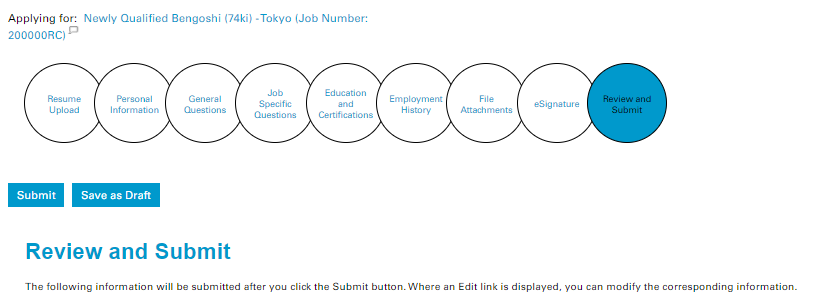 Applying for: Newly Qualified Bengoshi (74ki) -Tokyo (Job Number:
200000RC)
Resume
Upload
Personal
Information
General
Questions
Job
Specific
Questions
Education
and
Certifications
Employment
History
File
Attachments
eSignature
Review and
Submit
Submit
Save as Draft
Review and Submit
The following information will be submitted after you click the Submit button. Where an Edit link is displayed, you can modify the corresponding information.